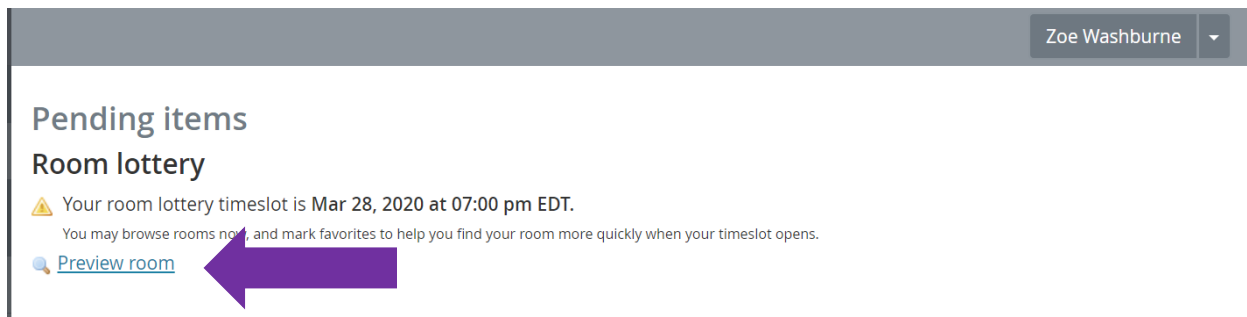 Zoe Washburne
Pending items
Room lottery
Your room lottery timeslot is Mar 28, 2020 at 07:00 pm EDT.
You may browse rooms now, and mark favorites to help you find your room more quickly when your timeslot opens.
Preview room